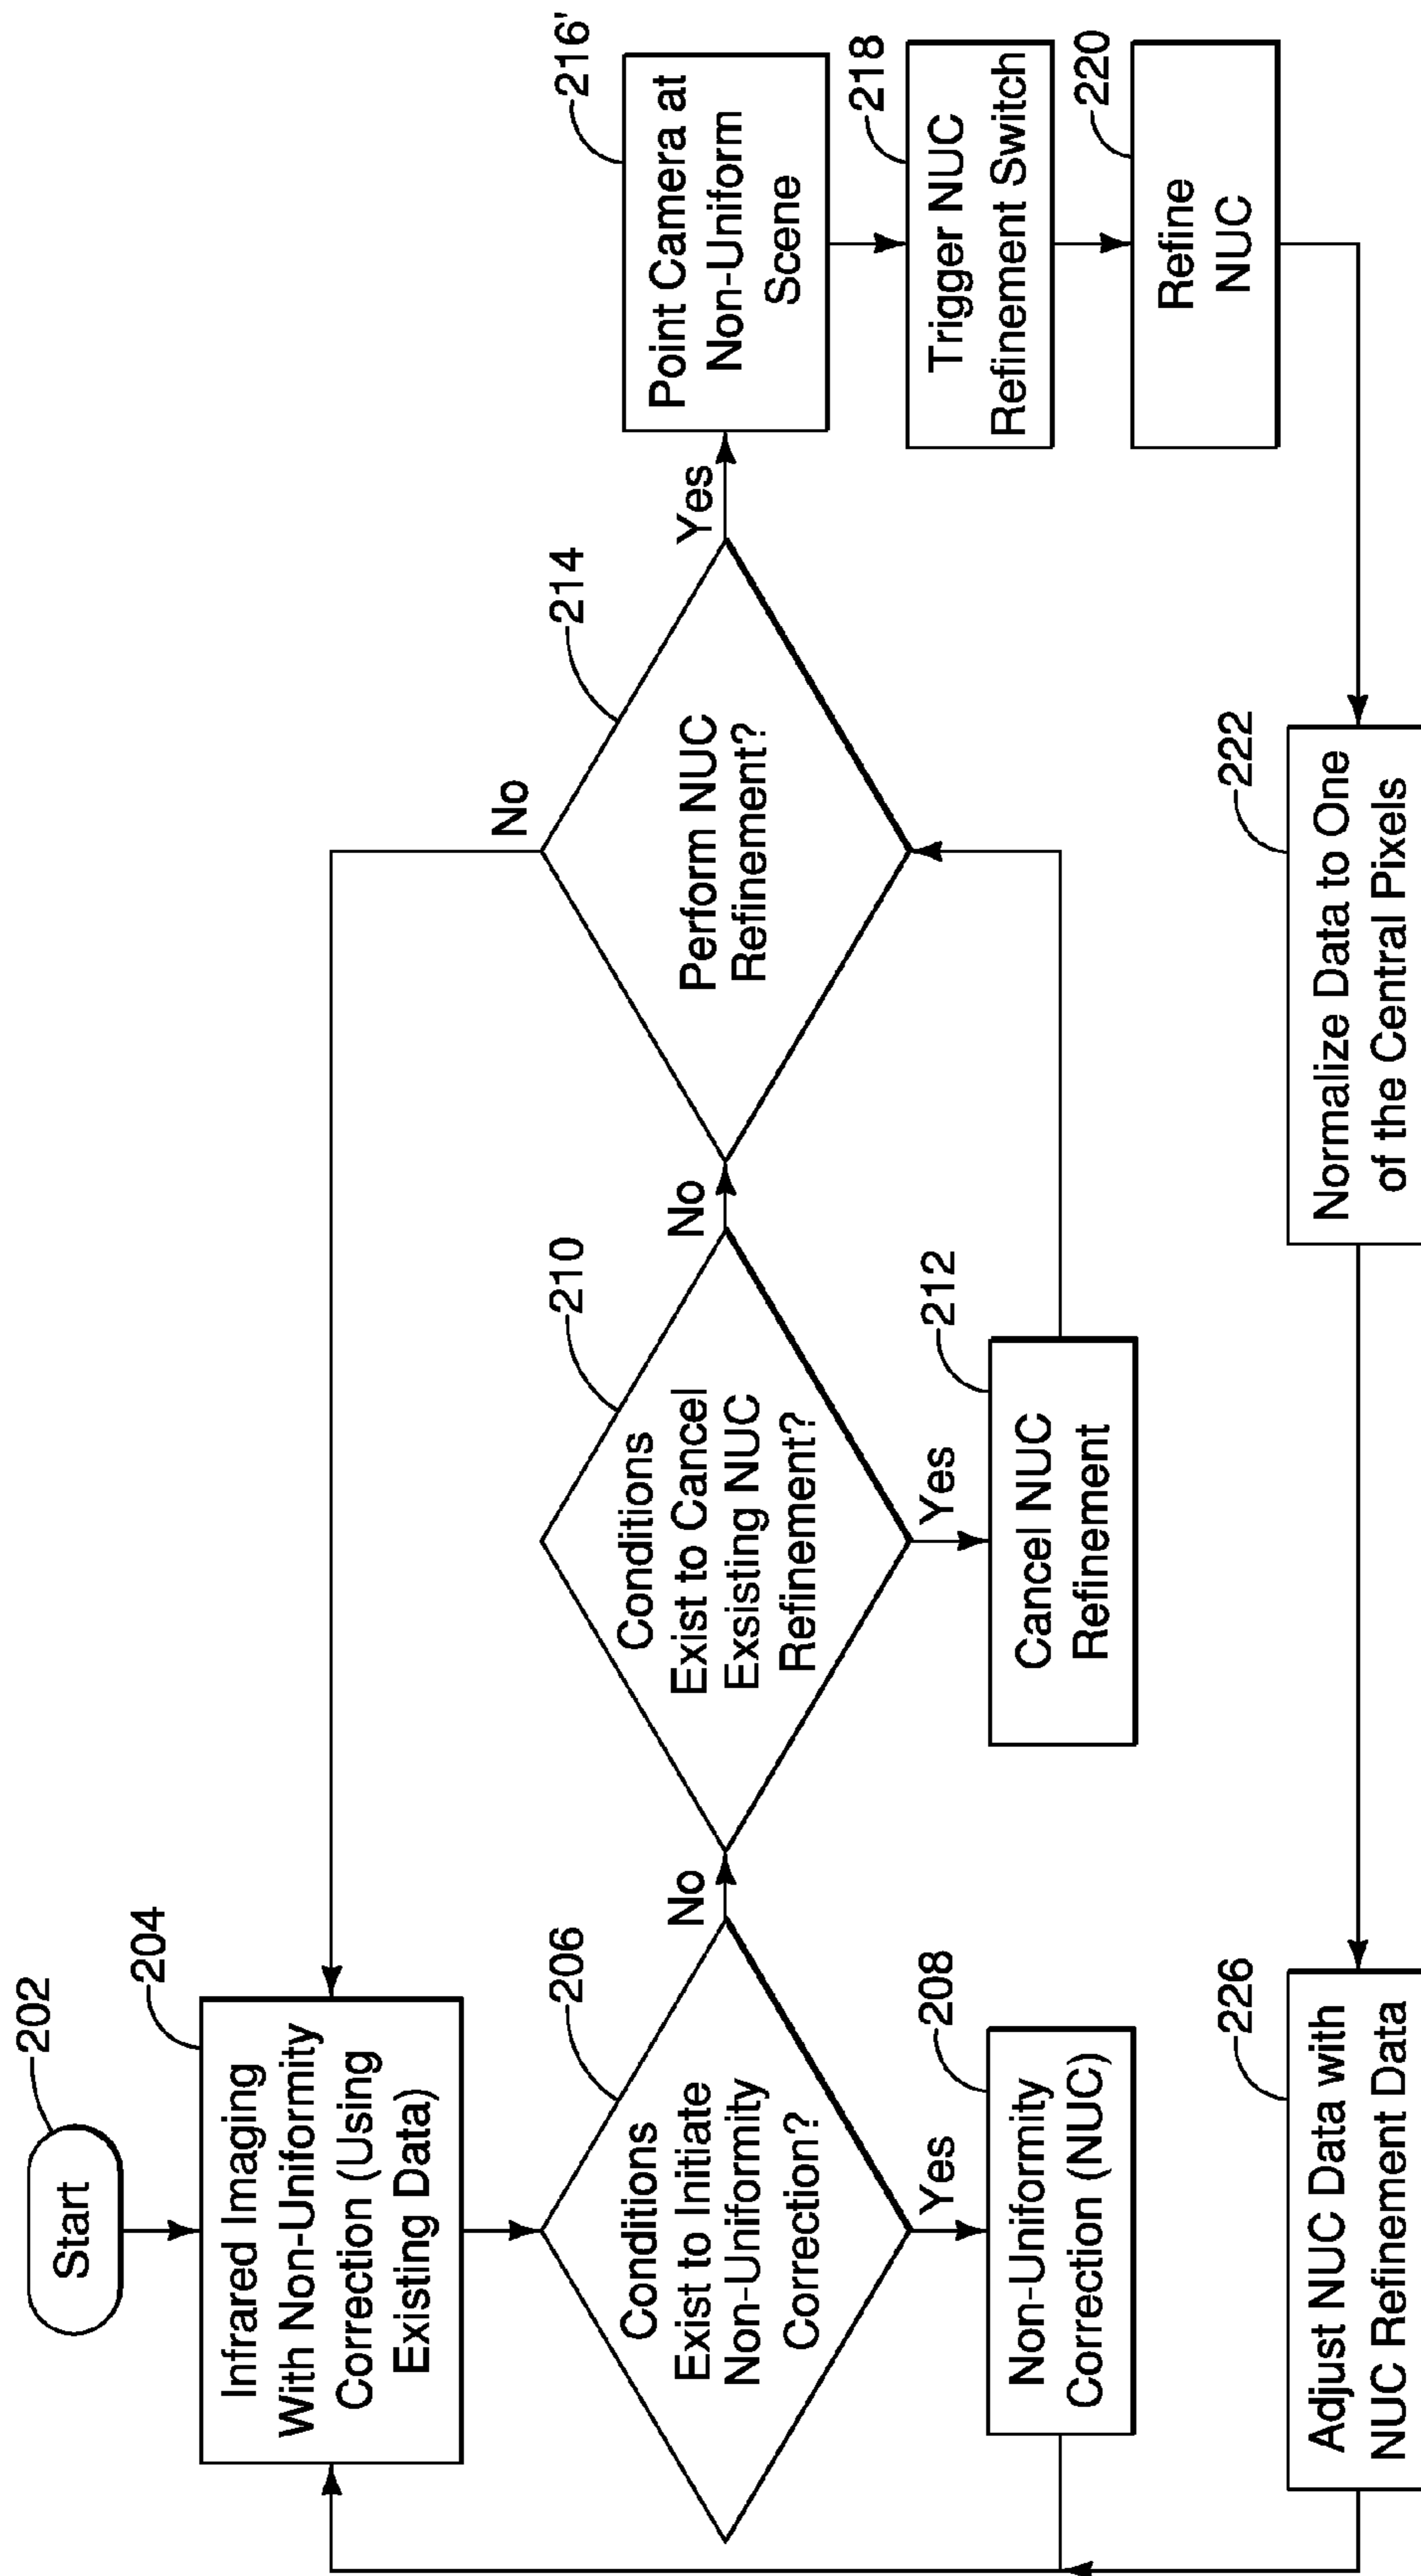 Start
202
Infrared Imaging
With Non-Uniformity
Correction (Using
Existing Data)
204
Conditions
Exist to Initiate
Non-Uniformity
Correction?
206
No
Yes
Non-Uniformity
Correction (NUC)
208
Conditions
Exist to Cancel
Exsisting NUC
Refinement?
210
No
Yes
Cancel NUC
Refinement
212
Perform NUC
Refinement?
214
No
Yes
Point Camera at
Non-Uniform
Scene
216'
Trigger NUC
Refinement Switch
218
Refine
NUC
220
Normalize Data to One
of the Central Pixels
222
Adjust NUC Data with
NUC Refinement Data
226